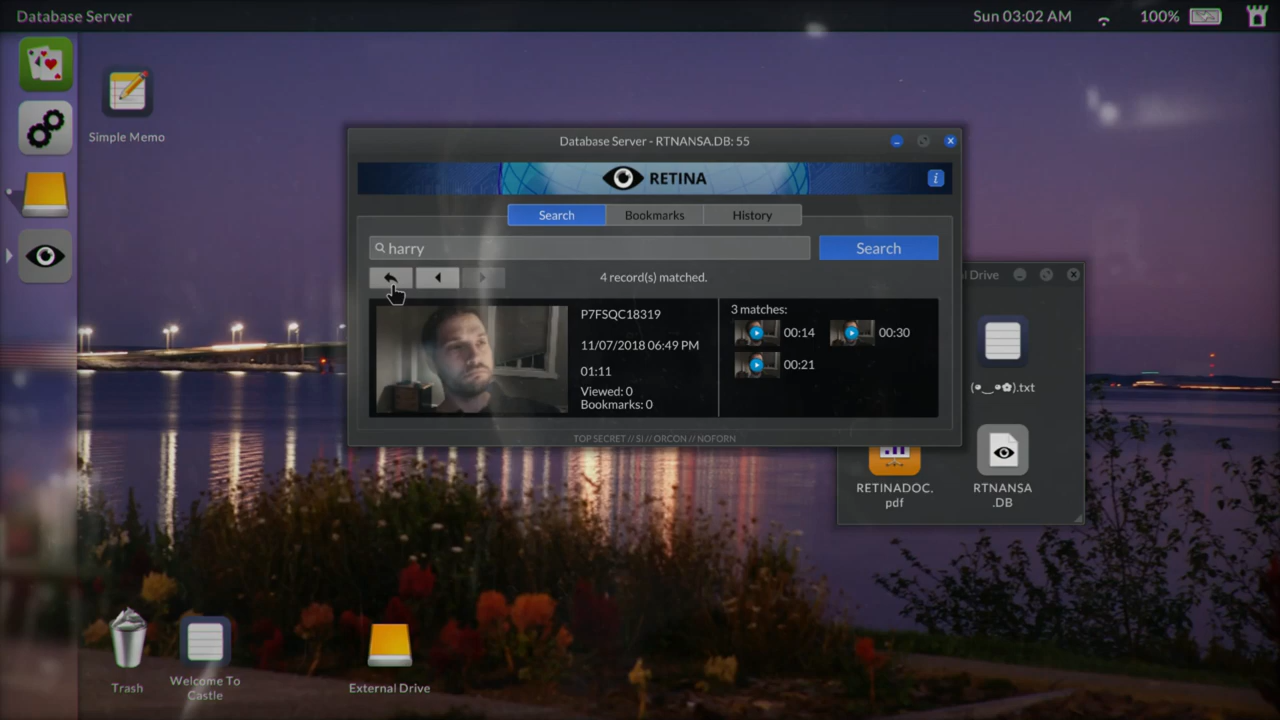 Database Server
Sun 03:02 AM
100%
Simple Memo
Database Server - RTNANSA.DB: 55
RETINA
i
Search
Bookmarks
History
harry
Search
4 record(s) matched.
P7FSQC18319
11/07/2018 06:49 PM
01:11
Viewed: 0
Bookmarks: 0
3 matches:
00:14
00:30
00:21
TOP SECRET // SI // ORCON // NOFORN
Drive
(•‿•✿).txt
RETINADOC.
pdf
RTNANSA
.DB
Trash
Welcome To
Castle
External Drive